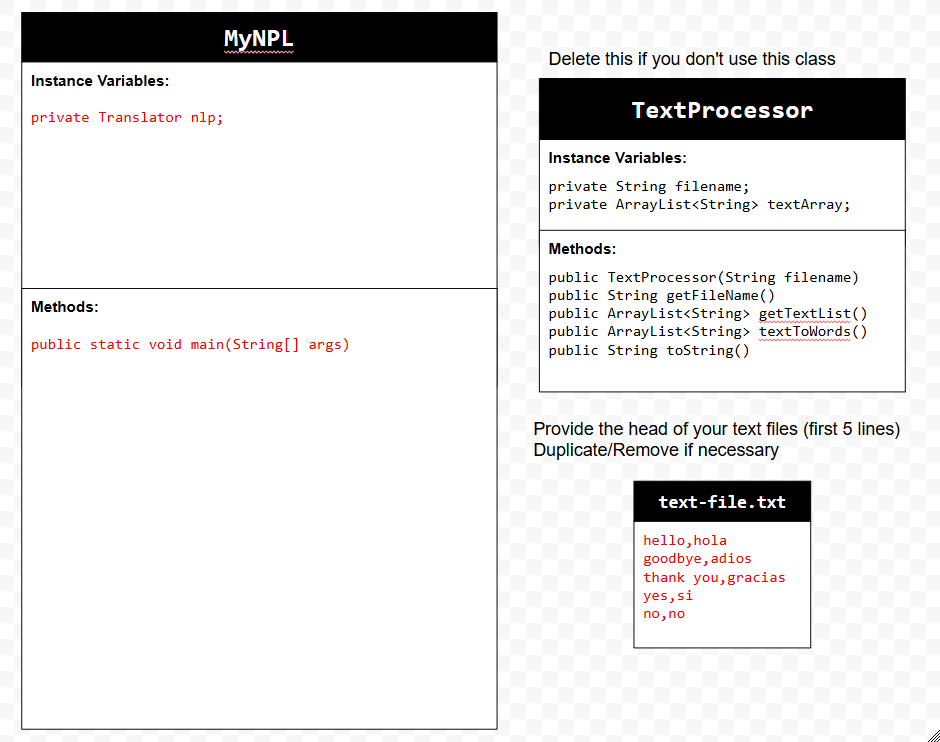 MyNPL
Instance Variables:
private Translator nlp;
Methods:
public static void main(String[] args)
Delete this if you don't use this class
TextProcessor
Instance Variables:
private String filename;
private ArrayList<String> textArray;
Methods:
public TextProcessor(String filename)
public String getFileName()
public ArrayList<String> getTextList()
public ArrayList<String> textToWords()
public String toString()
Provide the head of your text files (first 5 lines)
Duplicate/Remove if necessary
text-file.txt
hello,hola
goodbye,adios
thank you,gracias
yes,si
no,no